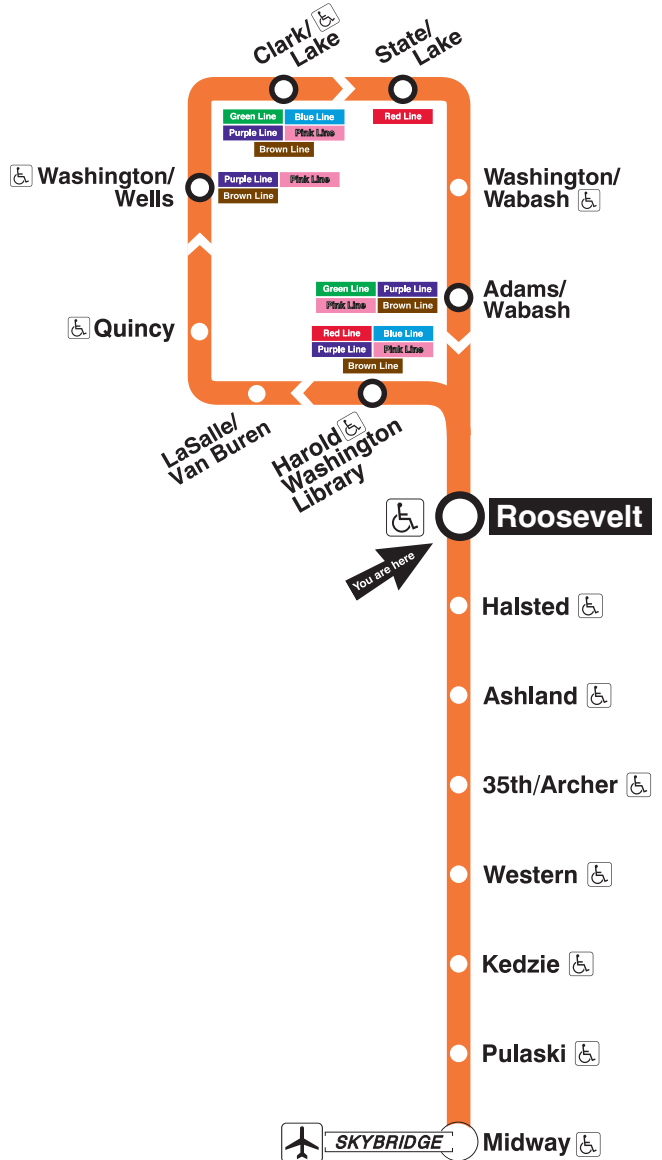 Clark/
Lake
State/
Lake
Green Line Blue Line
Purple Line Pink Line
Brown Line
Red Line
Washington/
Wells
Purple Line Pink Line
Brown Line
Washington/
Wabash
Green Line Purple Line
Pink Line Brown Line
Adams/
Wabash
Quincy
Red Line Blue Line
Purple Line Pink Line
Brown Line
LaSalle/
Van Buren
Harold
Washington
Library
Roosevelt
You are here
Halsted
Ashland
35th/Archer
Western
Kedzie
Pulaski
SKYBRIDGE
Midway